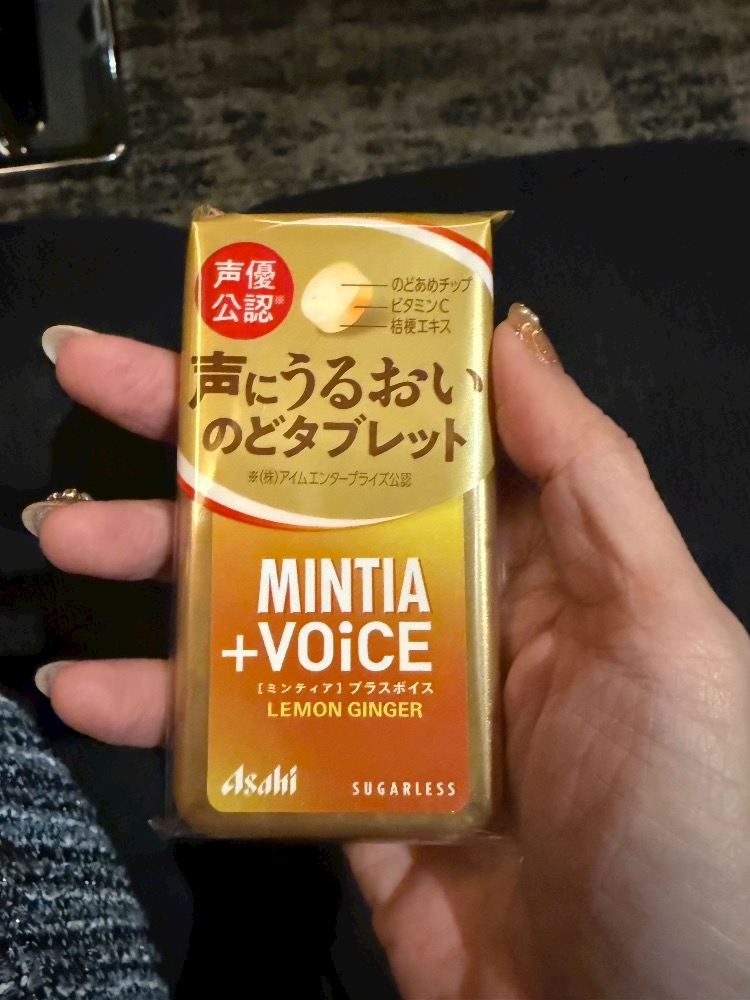 声優
公認※
のどあめチップ
ビタミンC
桔梗エキス
声にうるおい
のどタブレット
※(株)アイムエンタープライズ公認
MINTIA
+VOiCE
[ミンティア] プラスボイス
LEMON GINGER
Asahi
SUGARLESS